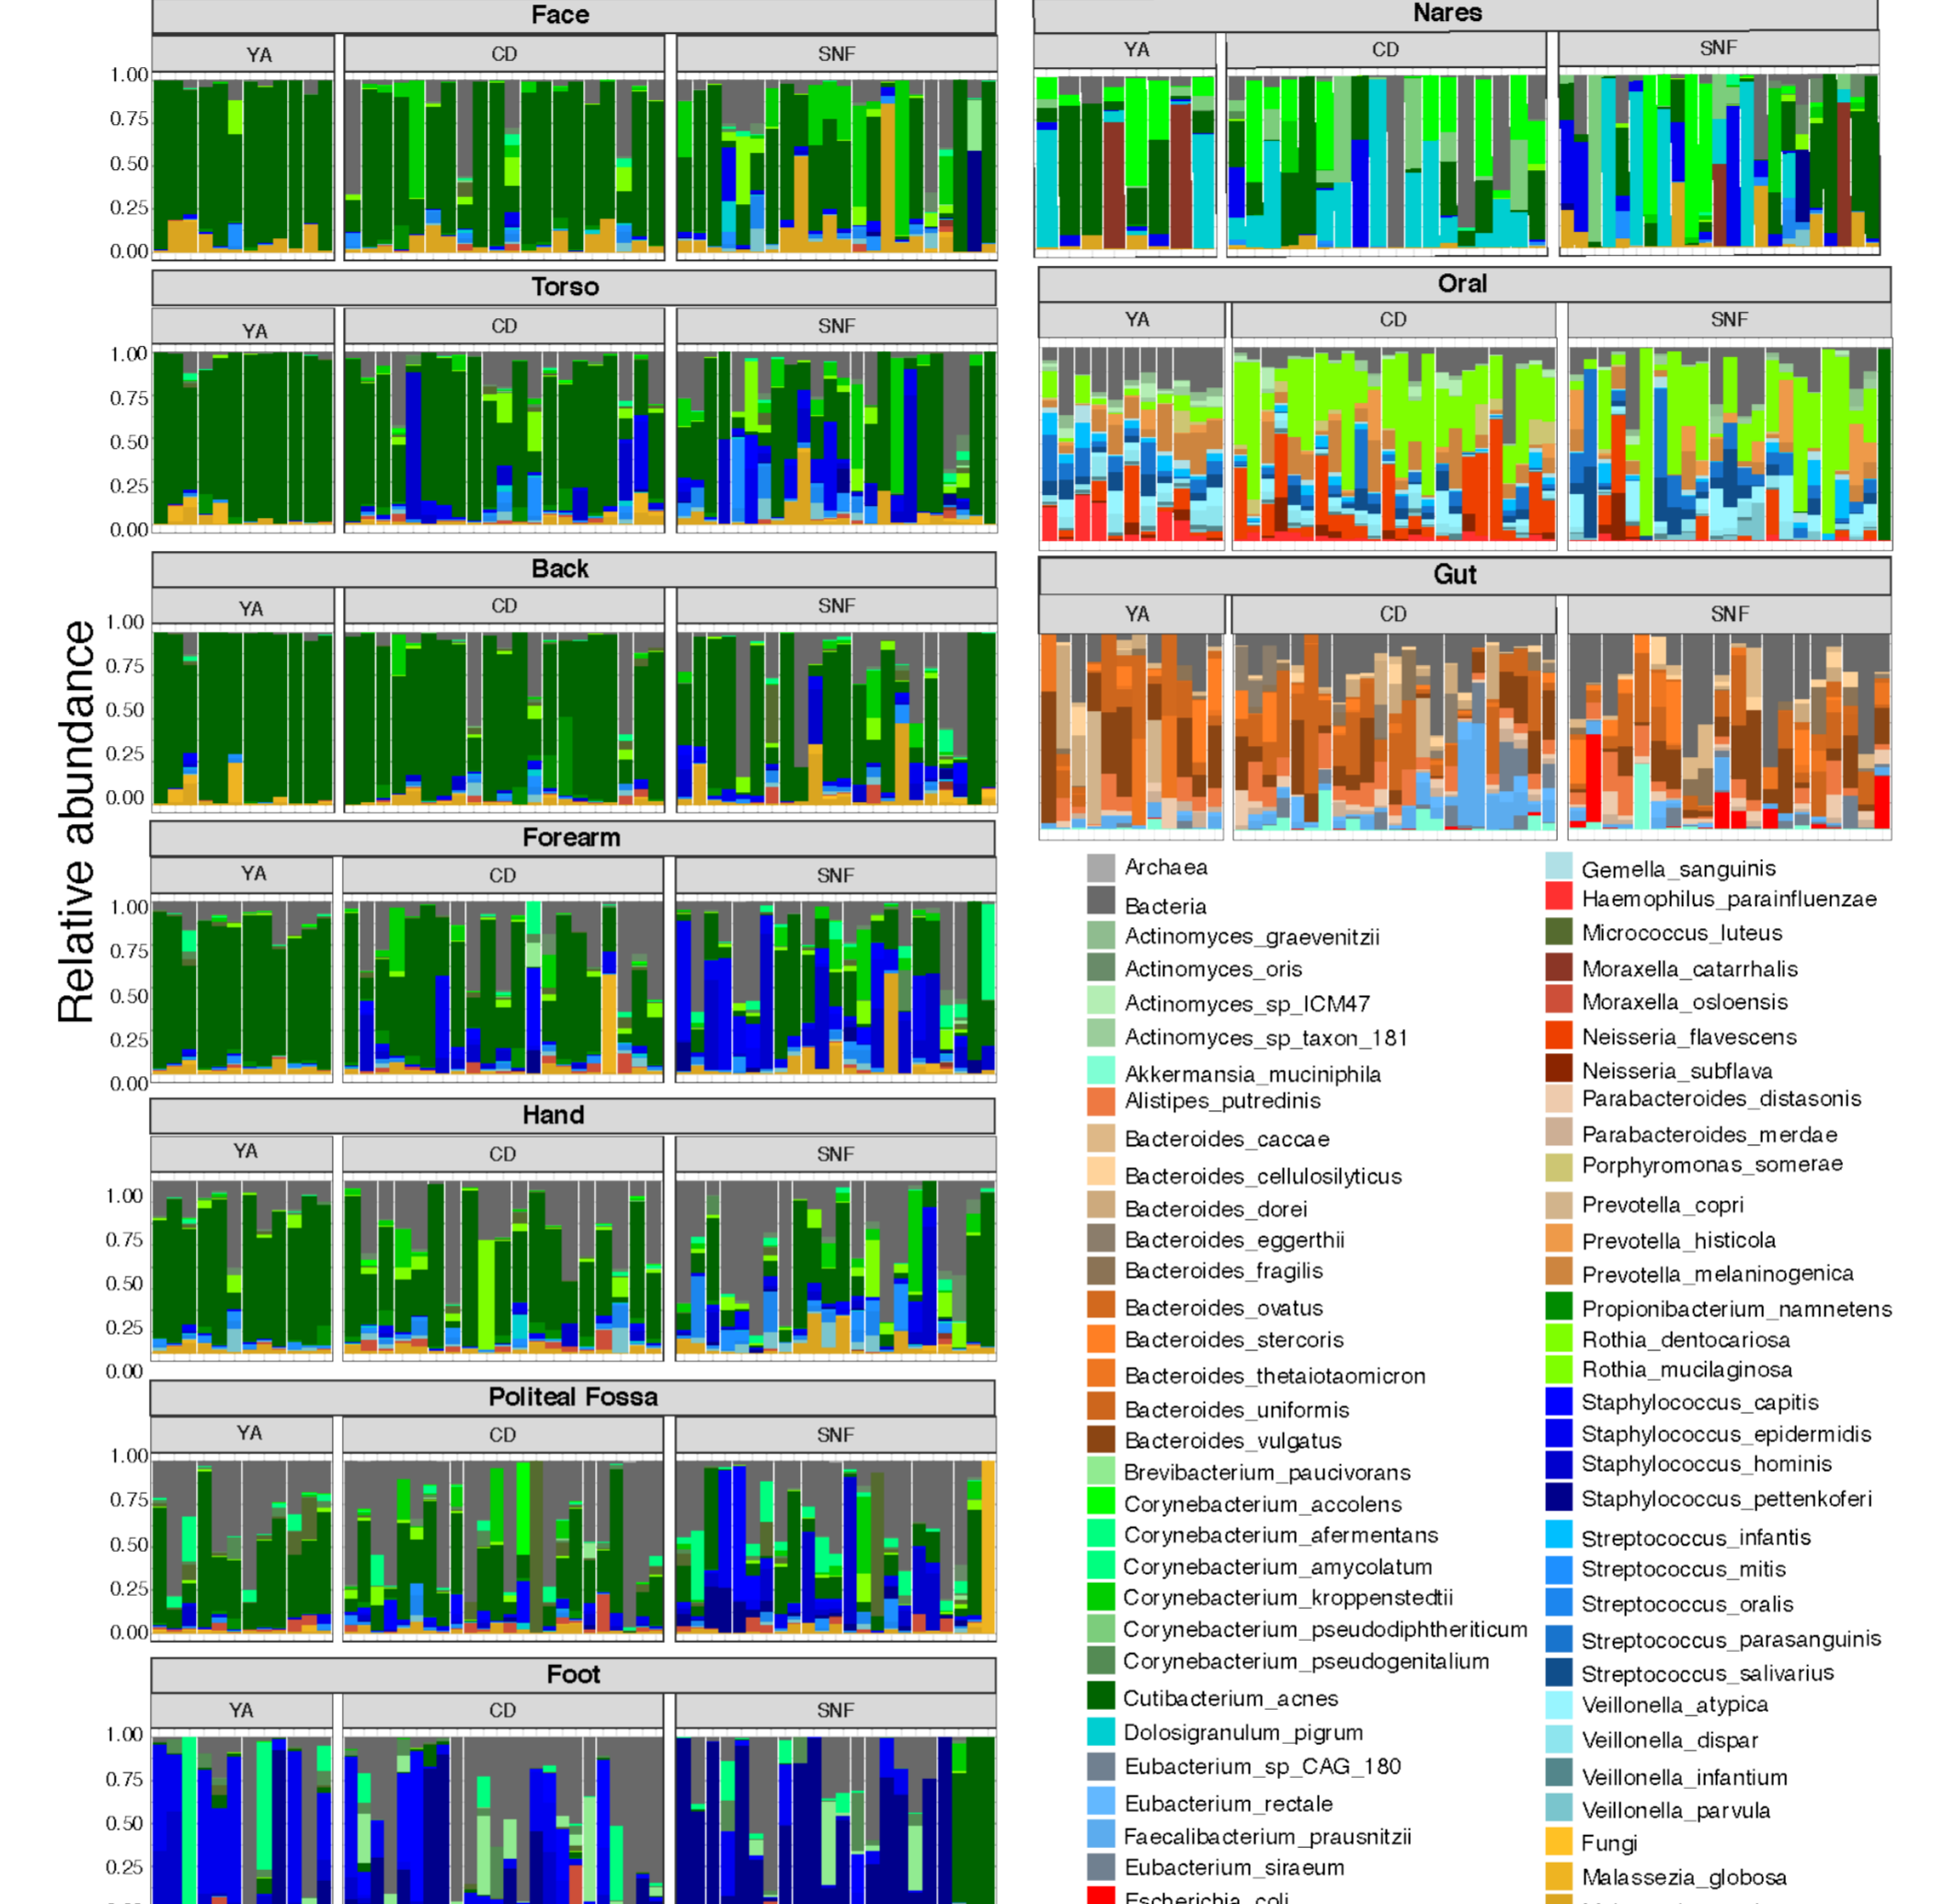 Relative abundance
Face
YA CD SNF
1.00
0.75
0.50
0.25
0.00
Torso
YA CD SNF
1.00
0.75
0.50
0.25
0.00
Back
YA CD SNF
1.00
0.75
0.50
0.25
0.00
Forearm
YA CD SNF
1.00
0.75
0.50
0.25
0.00
Hand
YA CD SNF
1.00
0.75
0.50
0.25
0.00
Politeal Fossa
YA CD SNF
1.00
0.75
0.50
0.25
0.00
Foot
YA CD SNF
1.00
0.75
0.50
0.25
Nares
YA CD SNF
Oral
YA CD SNF
Gut
YA CD SNF
Archaea
Bacteria
Actinomyces_graevenitzii
Actinomyces_oris
Actinomyces_sp_ICM47
Actinomyces_sp_taxon_181
Akkermansia_muciniphila
Alistipes_putredinis
Bacteroides_caccae
Bacteroides_cellulosilyticus
Bacteroides_dorei
Bacteroides_eggerthii
Bacteroides_fragilis
Bacteroides_ovatus
Bacteroides_stercoris
Bacteroides_thetaiotaomicron
Bacteroides_uniformis
Bacteroides_vulgatus
Brevibacterium_paucivorans
Corynebacterium_accolens
Corynebacterium_afermentans
Corynebacterium_amycolatum
Corynebacterium_kroppenstedtii
Corynebacterium_pseudodiphtheriticum
Corynebacterium_pseudogenitalium
Cutibacterium_acnes
Dolosigranulum_pigrum
Eubacterium_sp_CAG_180
Eubacterium_rectale
Faecalibacterium_prausnitzii
Eubacterium_siraeum
Escherichia_coli
Gemella_sanguinis
Haemophilus_parainfluenzae
Micrococcus_luteus
Moraxella_catarrhalis
Moraxella_osloensis
Neisseria_flavescens
Neisseria_subflava
Parabacteroides_distasonis
Parabacteroides_merdae
Porphyromonas_somerae
Prevotella_copri
Prevotella_histicola
Prevotella_melaninogenica
Propionibacterium_namnetens
Rothia_dentocariosa
Rothia_mucilaginosa
Staphylococcus_capitis
Staphylococcus_epidermidis
Staphylococcus_hominis
Staphylococcus_pettenkoferi
Streptococcus_infantis
Streptococcus_mitis
Streptococcus_oralis
Streptococcus_parasanguinis
Streptococcus_salivarius
Veillonella_atypica
Veillonella_dispar
Veillonella_infantium
Veillonella_parvula
Fungi
Malassezia_globosa